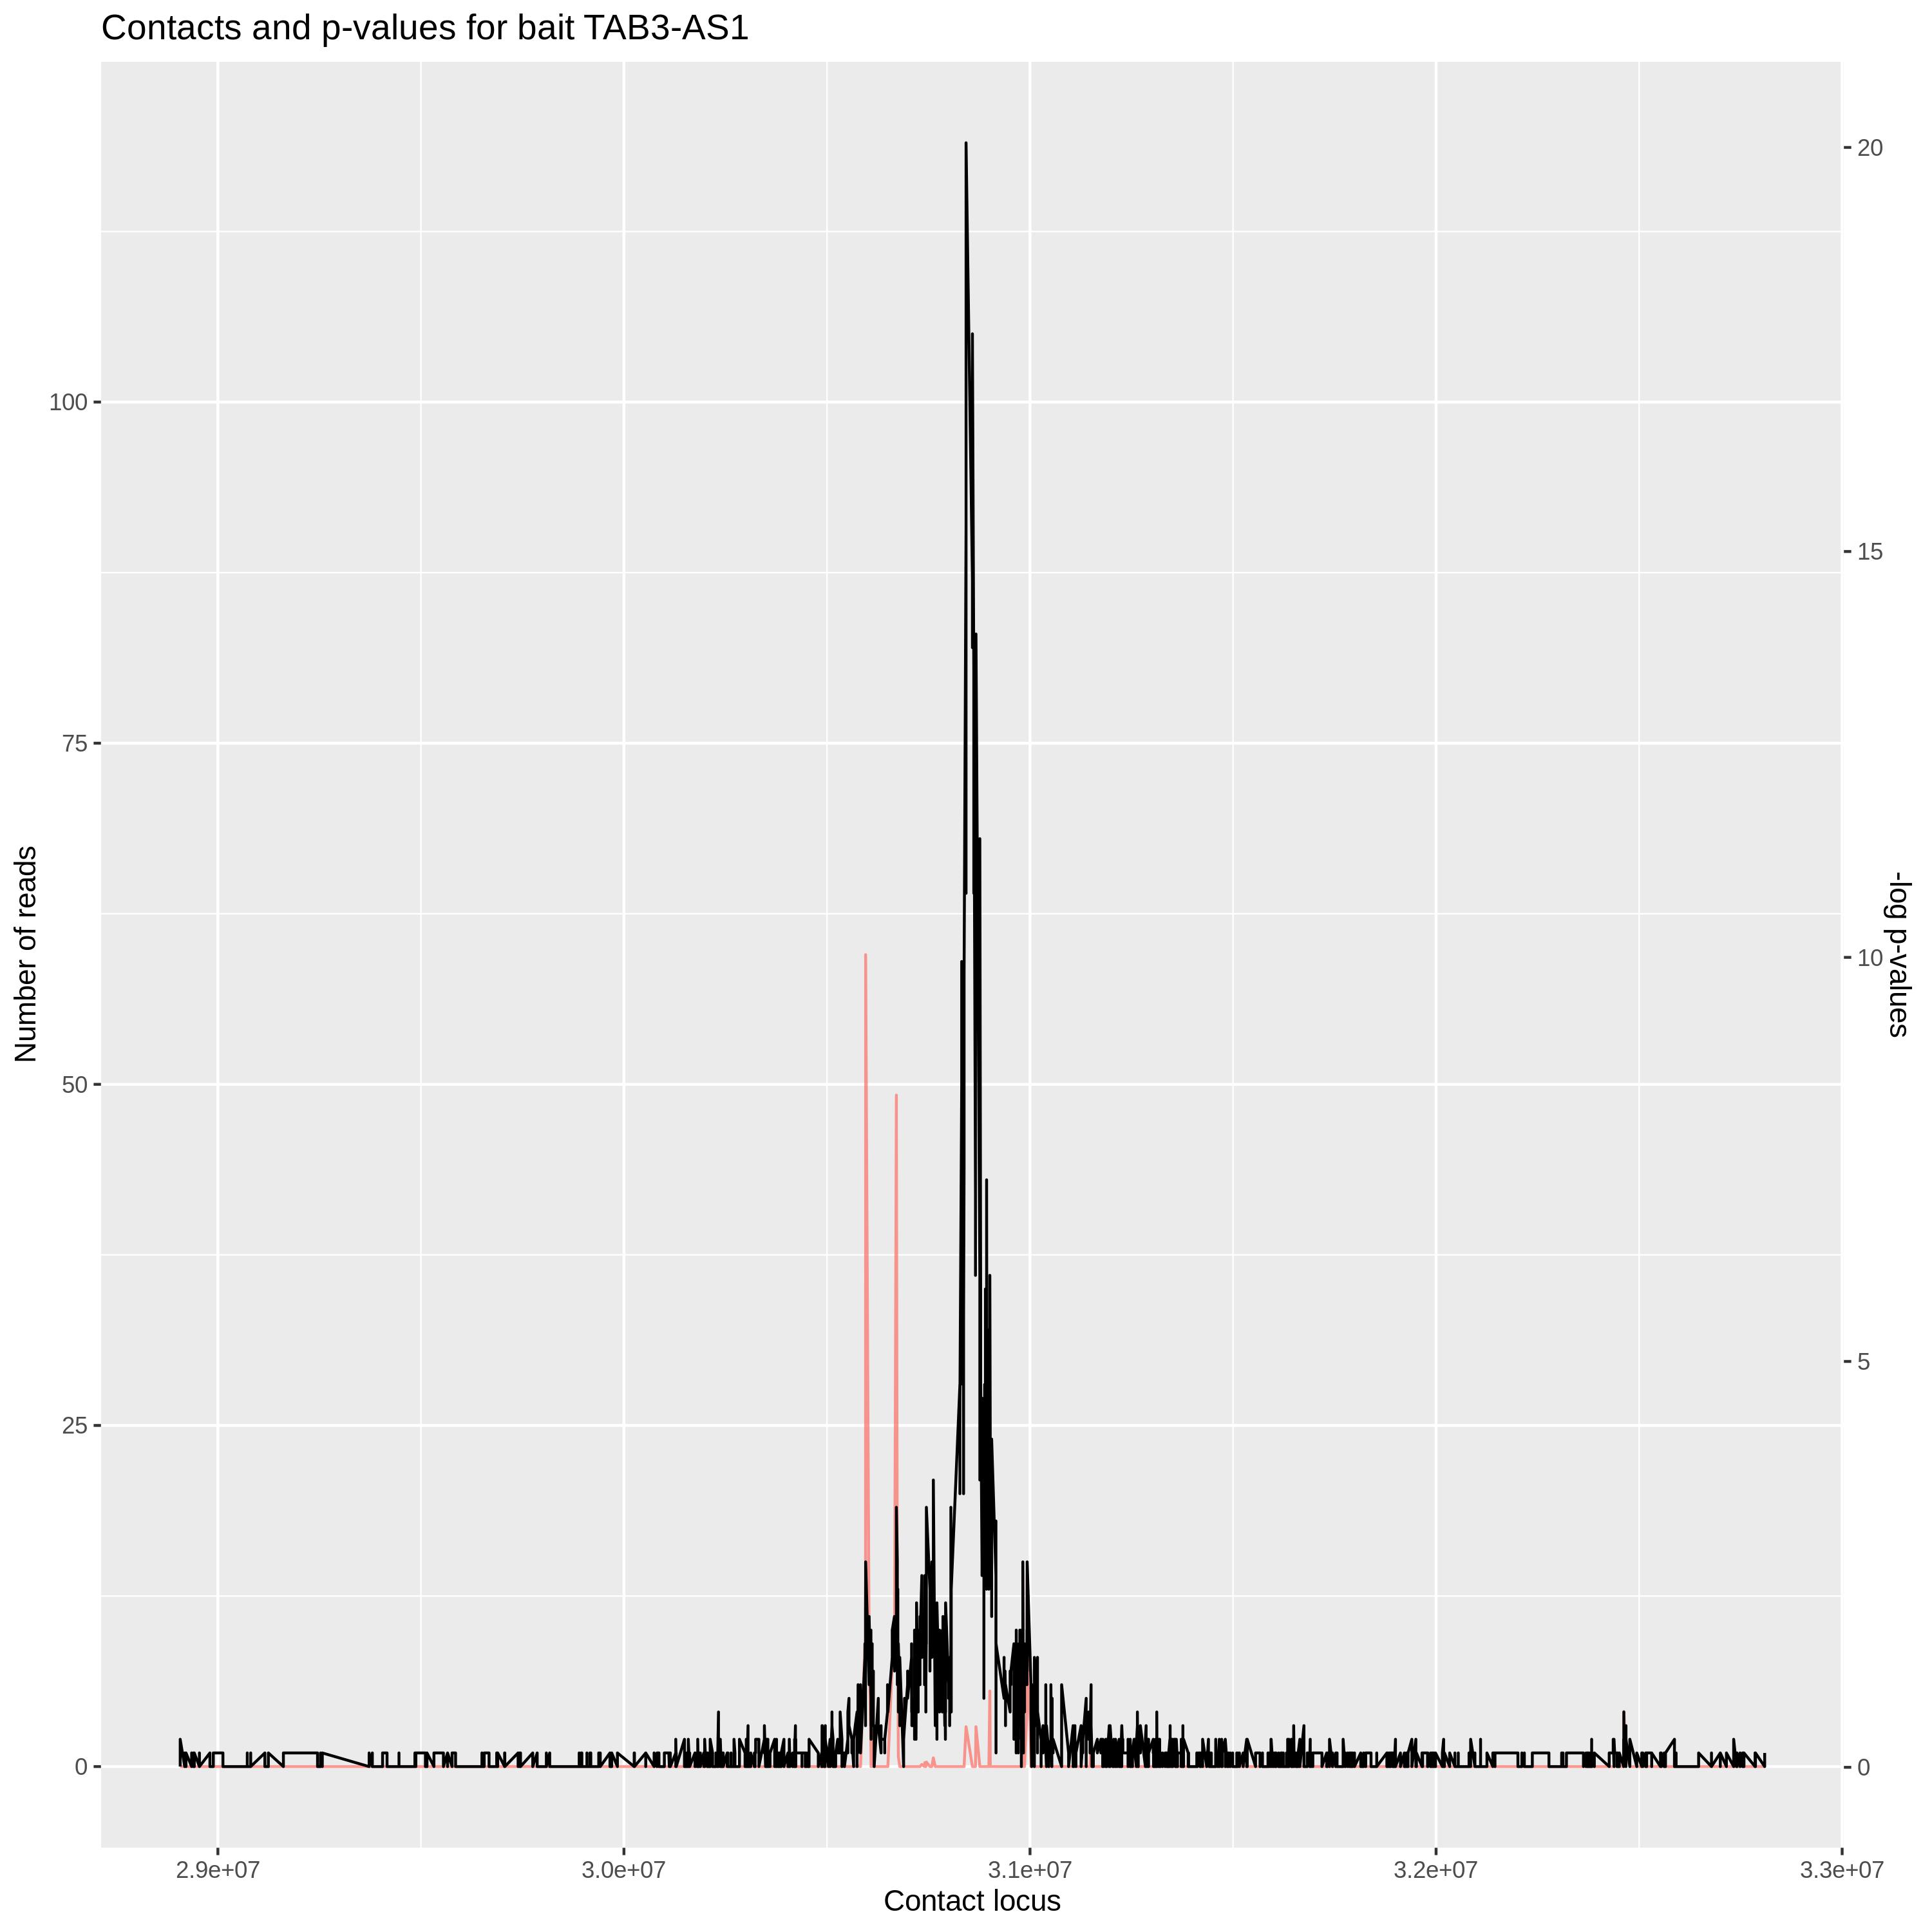 Contacts and p-values for bait TAB3-AS1
Number of reads
100
75
50
25
0
20
15
10
5
0
-log p-values
2.9e+07
3.0e+07
3.1e+07
3.2e+07
3.3e+07
Contact locus